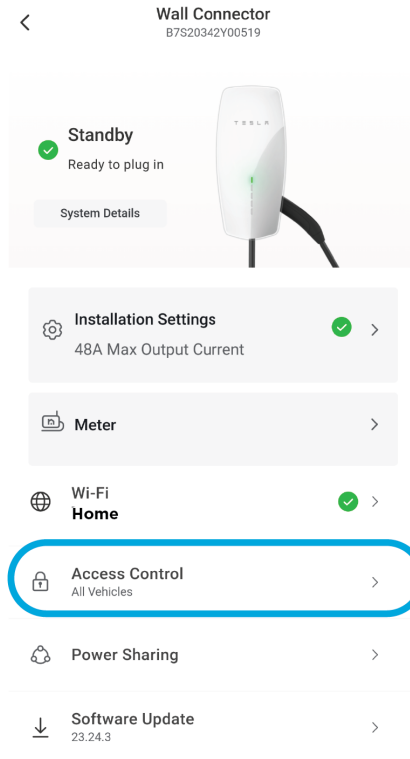 Wall Connector
B7S20342Y00519
TESLA
Standby
Ready to plug in
System Details
Installation Settings
48A Max Output Current
Meter
Wi-Fi
Home
Access Control
All Vehicles
Power Sharing
Software Update
23.24.3